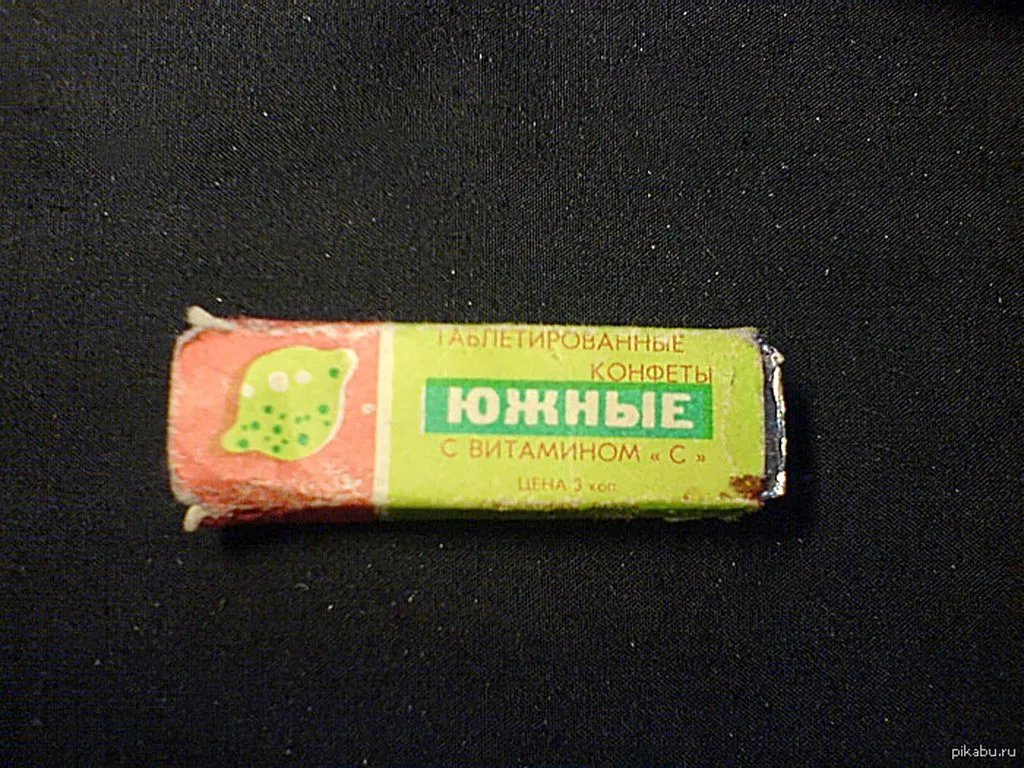 ТАБЛЕТИРОВАННЫЕ
КОНФЕТЫ
ЮЖНЫЕ
С ВИТАМИНОМ « С »
ЦЕНА 3 коп
pikabu.ru